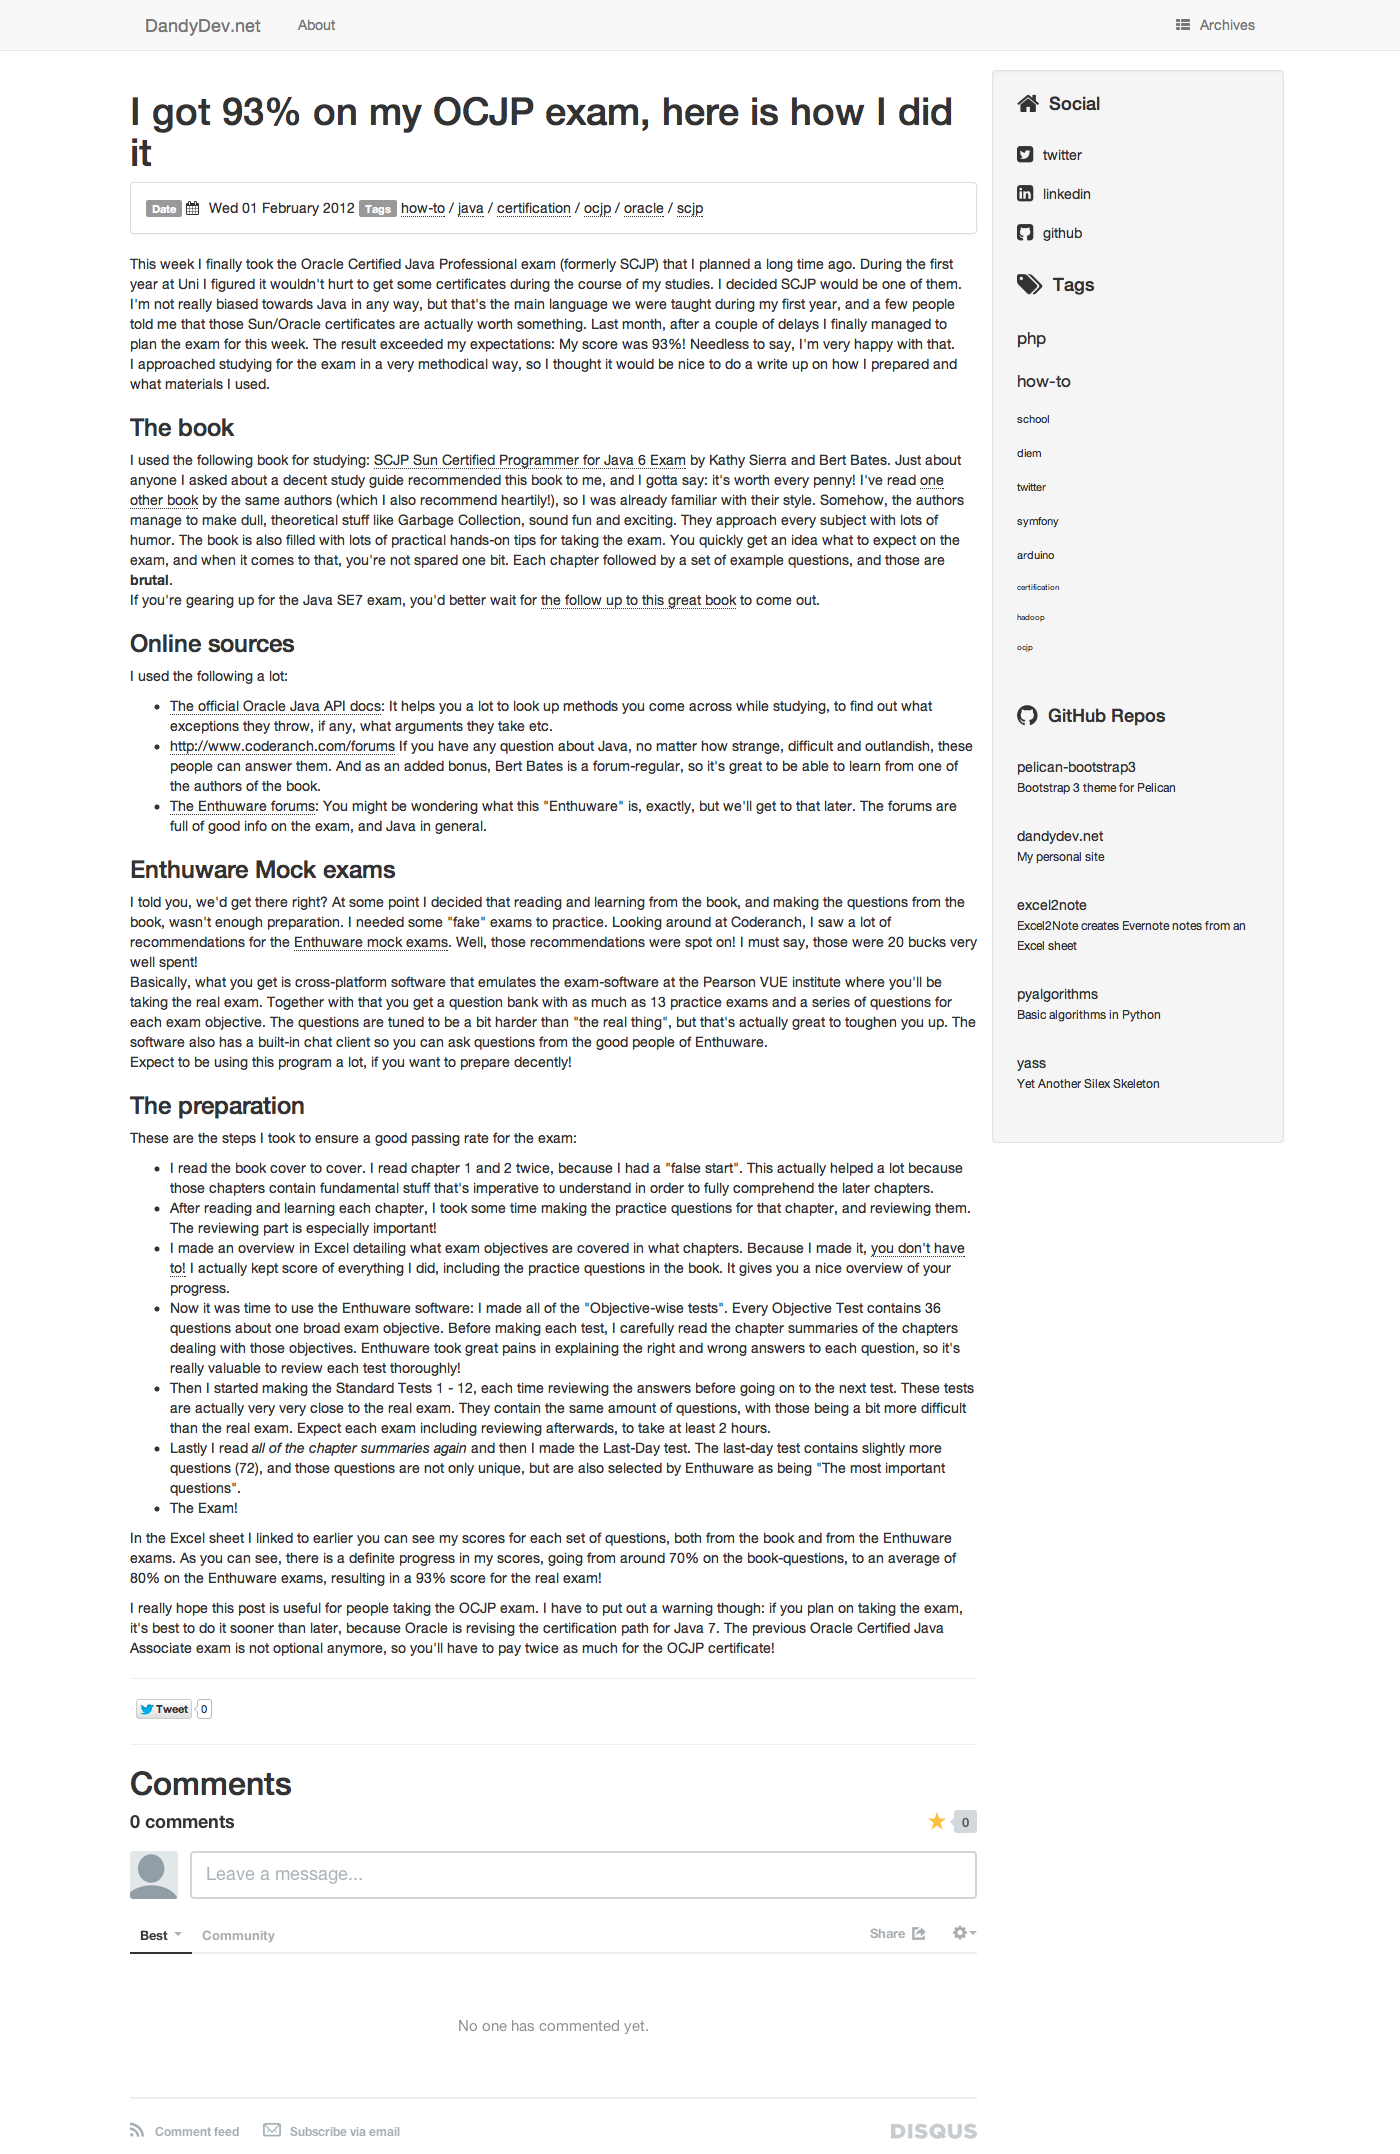 DandyDev.net About Archives
I got 93% on my OCJP exam, here is how I did
it
Date Wed 01 February 2012 Tags how-to / java / certification / ocjp / oracle / scjp
This week I finally took the Oracle Certified Java Professional exam (formerly SCJP) that I planned a long time ago. During the first
year at Uni I figured it wouldn't hurt to get some certificates during the course of my studies. I decided SCJP would be one of them.
I'm not really biased towards Java in any way, but that's the main language we were taught during my first year, and a few people
told me that those Sun/Oracle certificates are actually worth something. Last month, after a couple of delays I finally managed to
plan the exam for this week. The result exceeded my expectations: My score was 93%! Needless to say, I'm very happy with that.
I approached studying for the exam in a very methodical way, so I thought it would be nice to do a write up on how I prepared and
what materials I used.
The book
I used the following book for studying: SCJP Sun Certified Programmer for Java 6 Exam by Kathy Sierra and Bert Bates. Just about
anyone I asked about a decent study guide recommended this book to me, and I gotta say: it's worth every penny! I've read one
other book by the same authors (which I also recommend heartily!), so I was already familiar with their style. Somehow, the authors
manage to make dull, theoretical stuff like Garbage Collection, sound fun and exciting. They approach every subject with lots of
humor. The book is also filled with lots of practical hands-on tips for taking the exam. You quickly get an idea what to expect on the
exam, and when it comes to that, you're not spared one bit. Each chapter followed by a set of example questions, and those are
brutal.
If you're gearing up for the Java SE7 exam, you'd better wait for the follow up to this great book to come out.
Online sources
I used the following a lot:
• The official Oracle Java API docs: It helps you a lot to look up methods you come across while studying, to find out what
exceptions they throw, if any, what arguments they take etc.
• http://www.coderanch.com/forums If you have any question about Java, no matter how strange, difficult and outlandish, these
people can answer them. And as an added bonus, Bert Bates is a forum-regular, so it's great to be able to learn from one of
the authors of the book.
• The Enthuware forums: You might be wondering what this "Enthuware" is, exactly, but we'll get to that later. The forums are
full of good info on the exam, and Java in general.
Enthuware Mock exams
I told you, we'd get there right? At some point I decided that reading and learning from the book, and making the questions from the
book, wasn't enough preparation. I needed some "fake" exams to practice. Looking around at Coderanch, I saw a lot of
recommendations for the Enthuware mock exams. Well, those recommendations were spot on! I must say, those were 20 bucks very
well spent!
Basically, what you get is cross-platform software that emulates the exam-software at the Pearson VUE institute where you'll be
taking the real exam. Together with that you get a question bank with as much as 13 practice exams and a series of questions for
each exam objective. The questions are tuned to be a bit harder than "the real thing", but that's actually great to toughen you up. The
software also has a built-in chat client so you can ask questions from the good people of Enthuware.
Expect to be using this program a lot, if you want to prepare decently!
The preparation
These are the steps I took to ensure a good passing rate for the exam:
• I read the book cover to cover. I read chapter 1 and 2 twice, because I had a "false start". This actually helped a lot because
those chapters contain fundamental stuff that's imperative to understand in order to fully comprehend the later chapters.
• After reading and learning each chapter, I took some time making the practice questions for that chapter, and reviewing them.
The reviewing part is especially important!
• I made an overview in Excel detailing what exam objectives are covered in what chapters. Because I made it, you don't have
to! I actually kept score of everything I did, including the practice questions in the book. It gives you a nice overview of your
progress.
• Now it was time to use the Enthuware software: I made all of the "Objective-wise tests". Every Objective Test contains 36
questions about one broad exam objective. Before making each test, I carefully read the chapter summaries of the chapters
dealing with those objectives. Enthuware took great pains in explaining the right and wrong answers to each question, so it's
really valuable to review each test thoroughly!
• Then I started making the Standard Tests 1 - 12, each time reviewing the answers before going on to the next test. These tests
are actually very very close to the real exam. They contain the same amount of questions, with those being a bit more difficult
than the real exam. Expect each exam including reviewing afterwards, to take at least 2 hours.
• Lastly I read all of the chapter summaries again and then I made the Last-Day test. The last-day test contains slightly more
questions (72), and those questions are not only unique, but are also selected by Enthuware as being "The most important
questions".
• The Exam!
In the Excel sheet I linked to earlier you can see my scores for each set of questions, both from the book and from the Enthuware
exams. As you can see, there is a definite progress in my scores, going from around 70% on the book-questions, to an average of
80% on the Enthuware exams, resulting in a 93% score for the real exam!
I really hope this post is useful for people taking the OCJP exam. I have to put out a warning though: if you plan on taking the exam,
it's best to do it sooner than later, because Oracle is revising the certification path for Java 7. The previous Oracle Certified Java
Associate exam is not optional anymore, so you'll have to pay twice as much for the OCJP certificate!
Tweet 0
Comments
0 comments 0
Leave a message...
Best Community Share
No one has commented yet.
Comment feed Subscribe via email DISQUS
Social
twitter
linkedin
github
Tags
php
how-to
school
diem
twitter
symfony
arduino
certification
hadoop
ocjp
GitHub Repos
pelican-bootstrap3
Bootstrap 3 theme for Pelican
dandydev.net
My personal site
excel2note
Excel2Note creates Evernote notes from an
Excel sheet
pyalgorithms
Basic algorithms in Python
yass
Yet Another Silex Skeleton